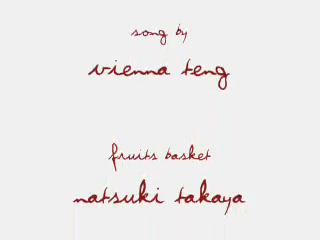 song by
vienna teng
fruits basket
natsuki takaya